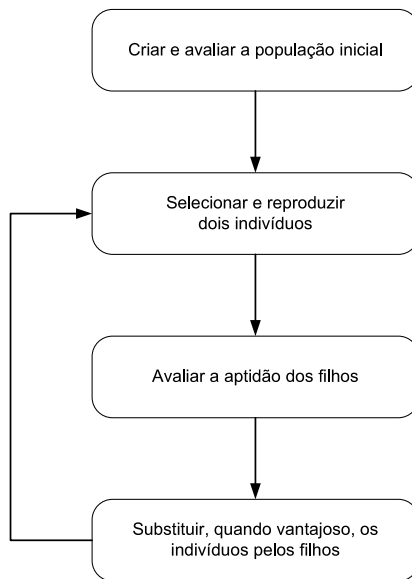 Criar e avaliar a população inicial
Selecionar e reproduzir
dois indivíduos
Avaliar a aptidão dos filhos
Substituir, quando vantajoso, os
indivíduos pelos filhos